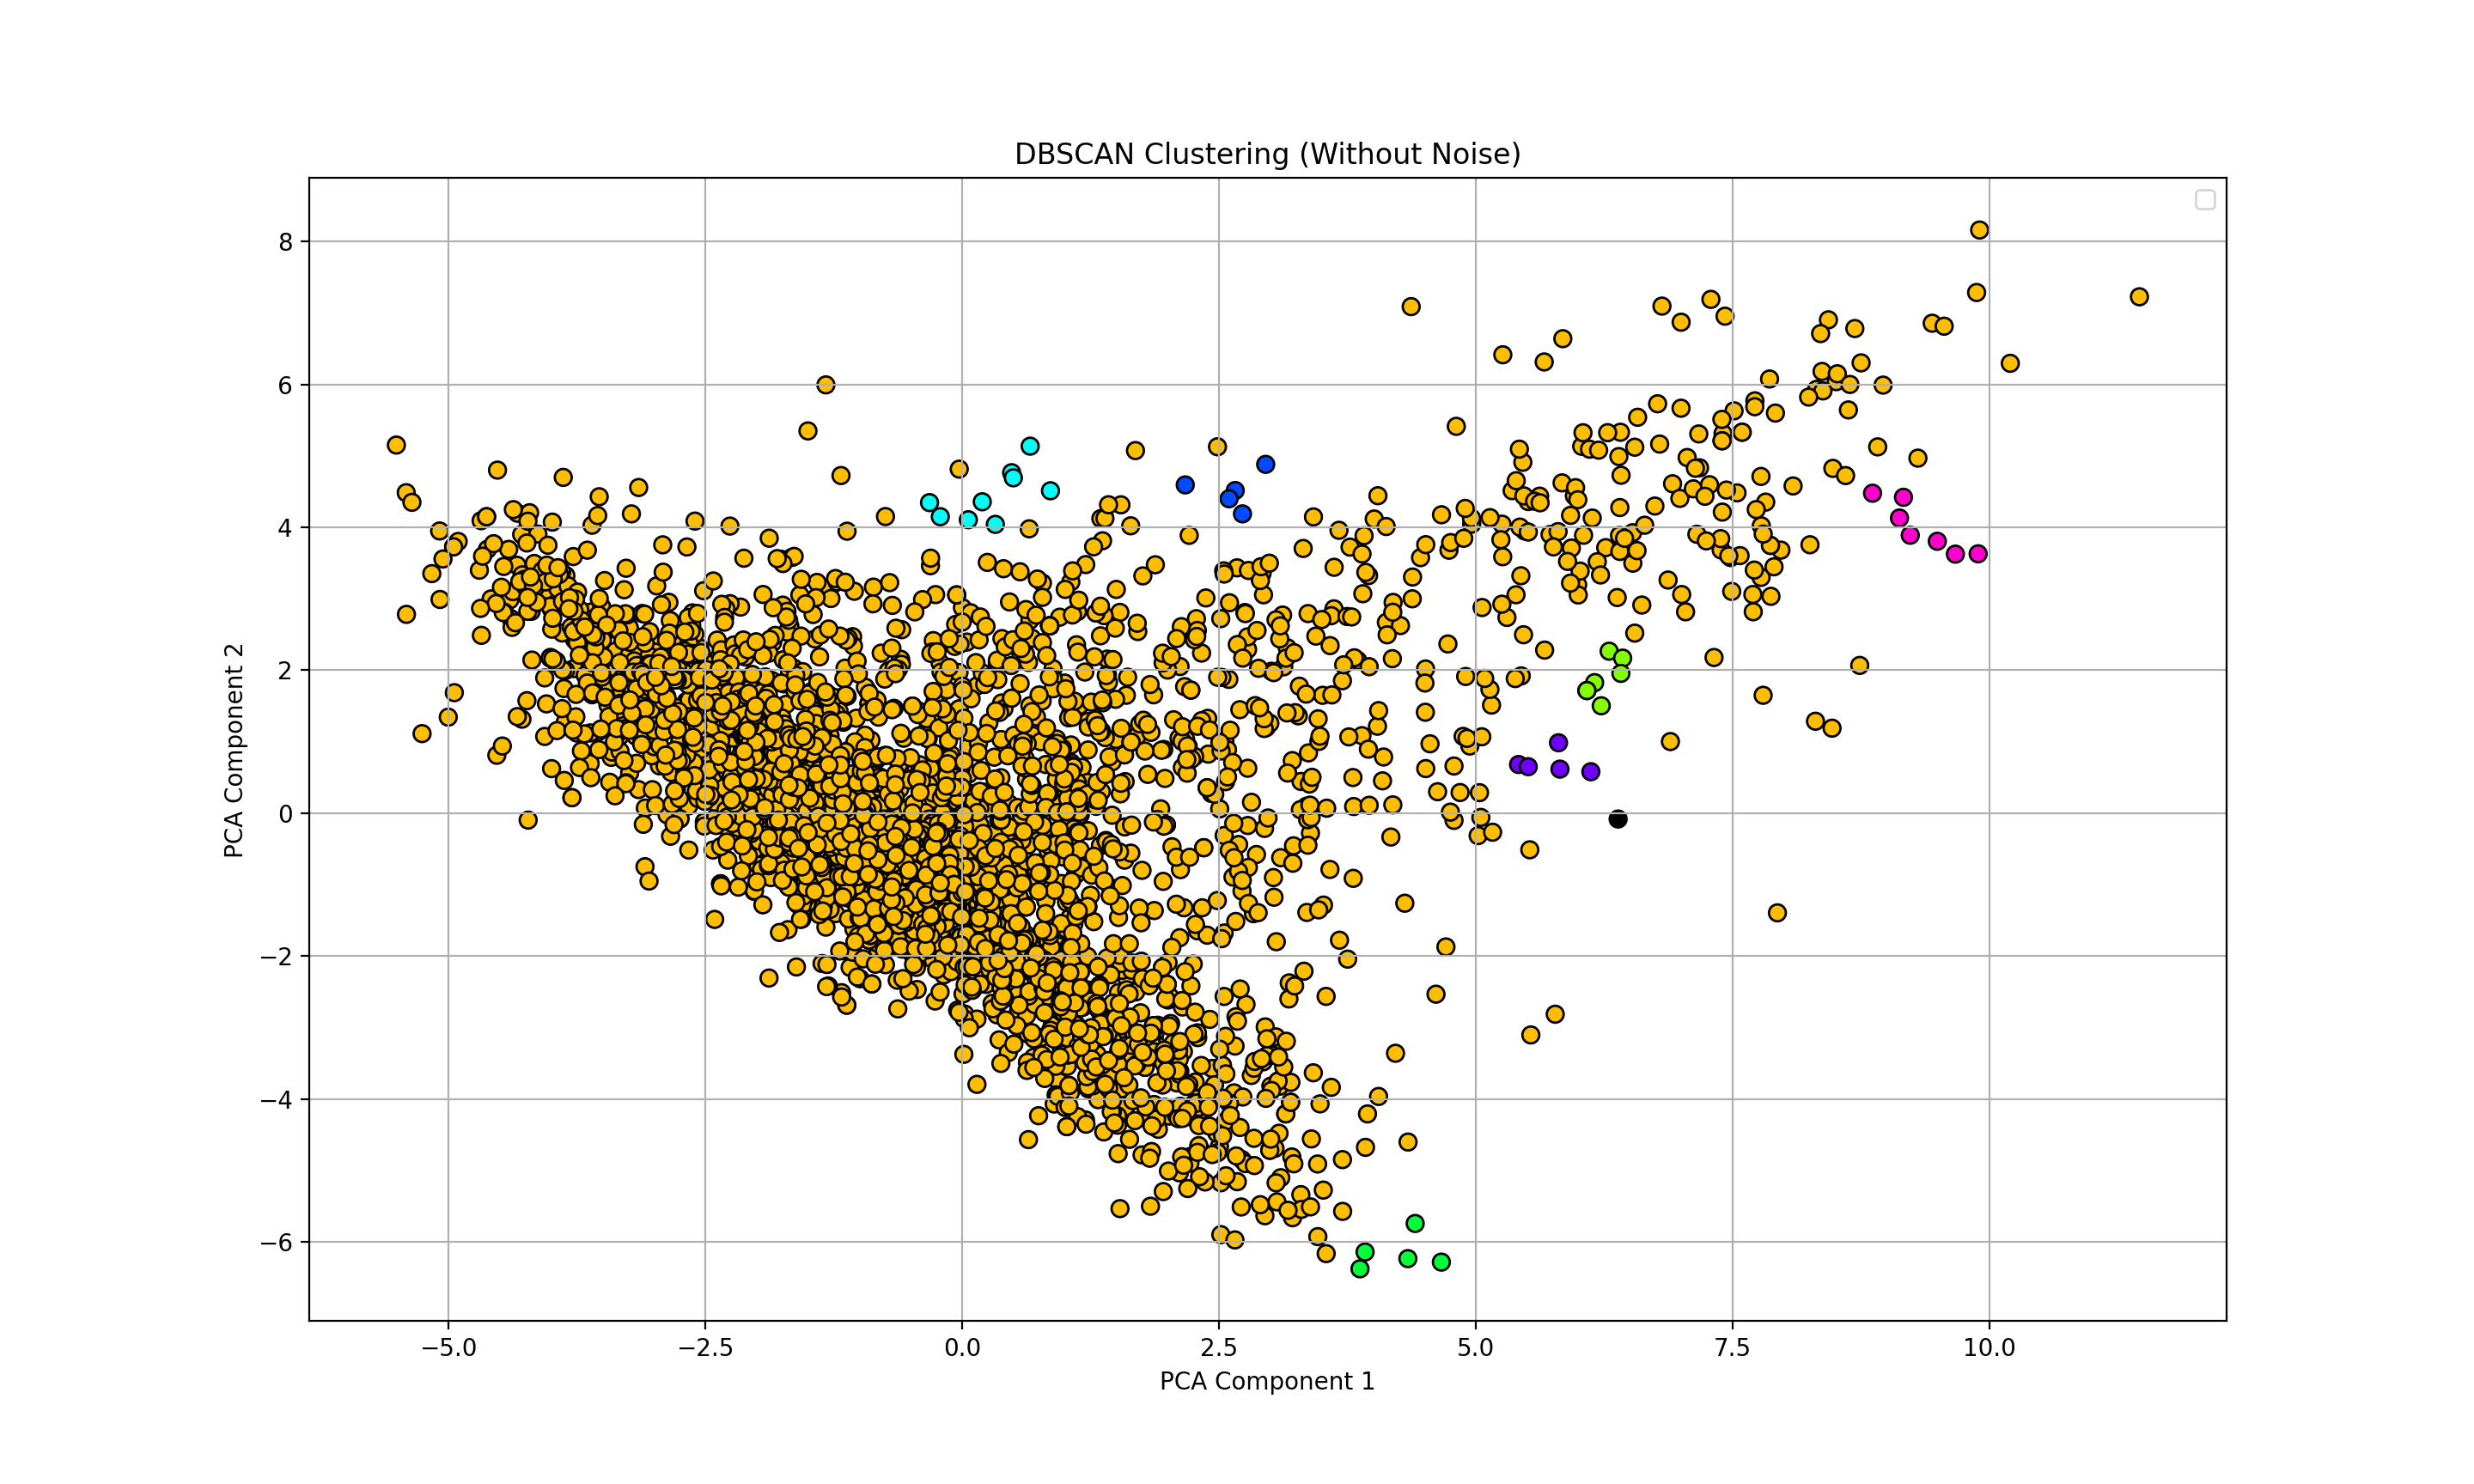 DBSCAN Clustering (Without Noise)
8
6
4
2
0
−2
−4
−6
PCA Component 2
−5.0 −2.5 0.0 2.5 5.0 7.5 10.0
PCA Component 1